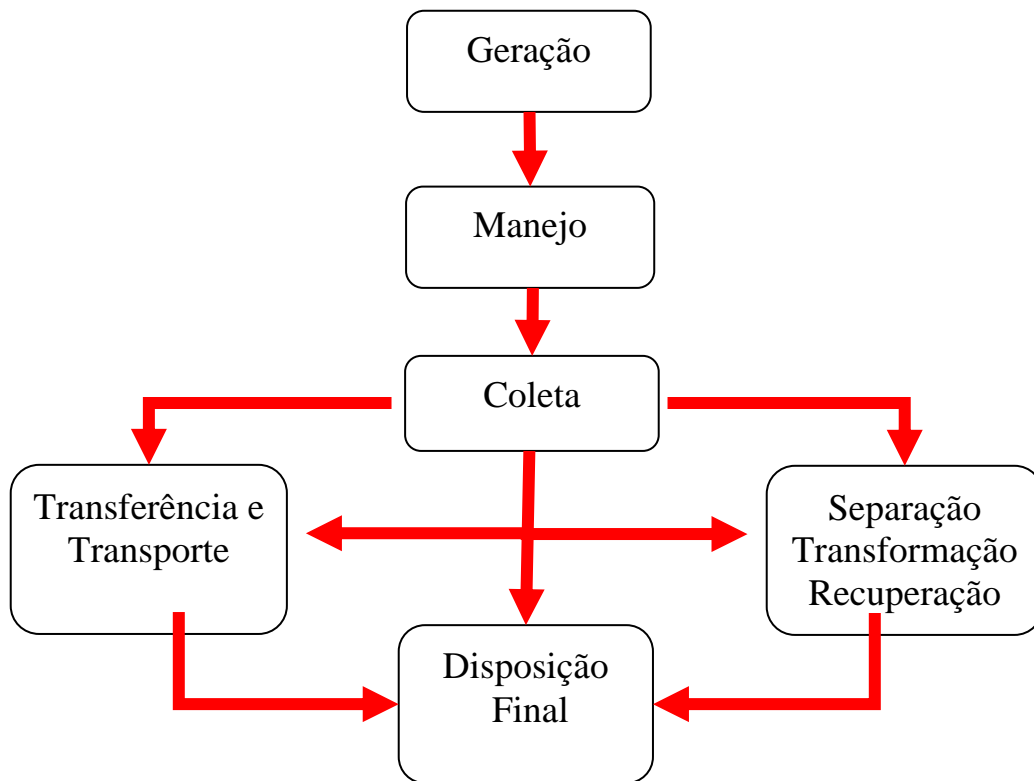 Geração
Manejo
Coleta
Transferência e
Transporte
Separação
Transformação
Recuperação
Disposição
Final